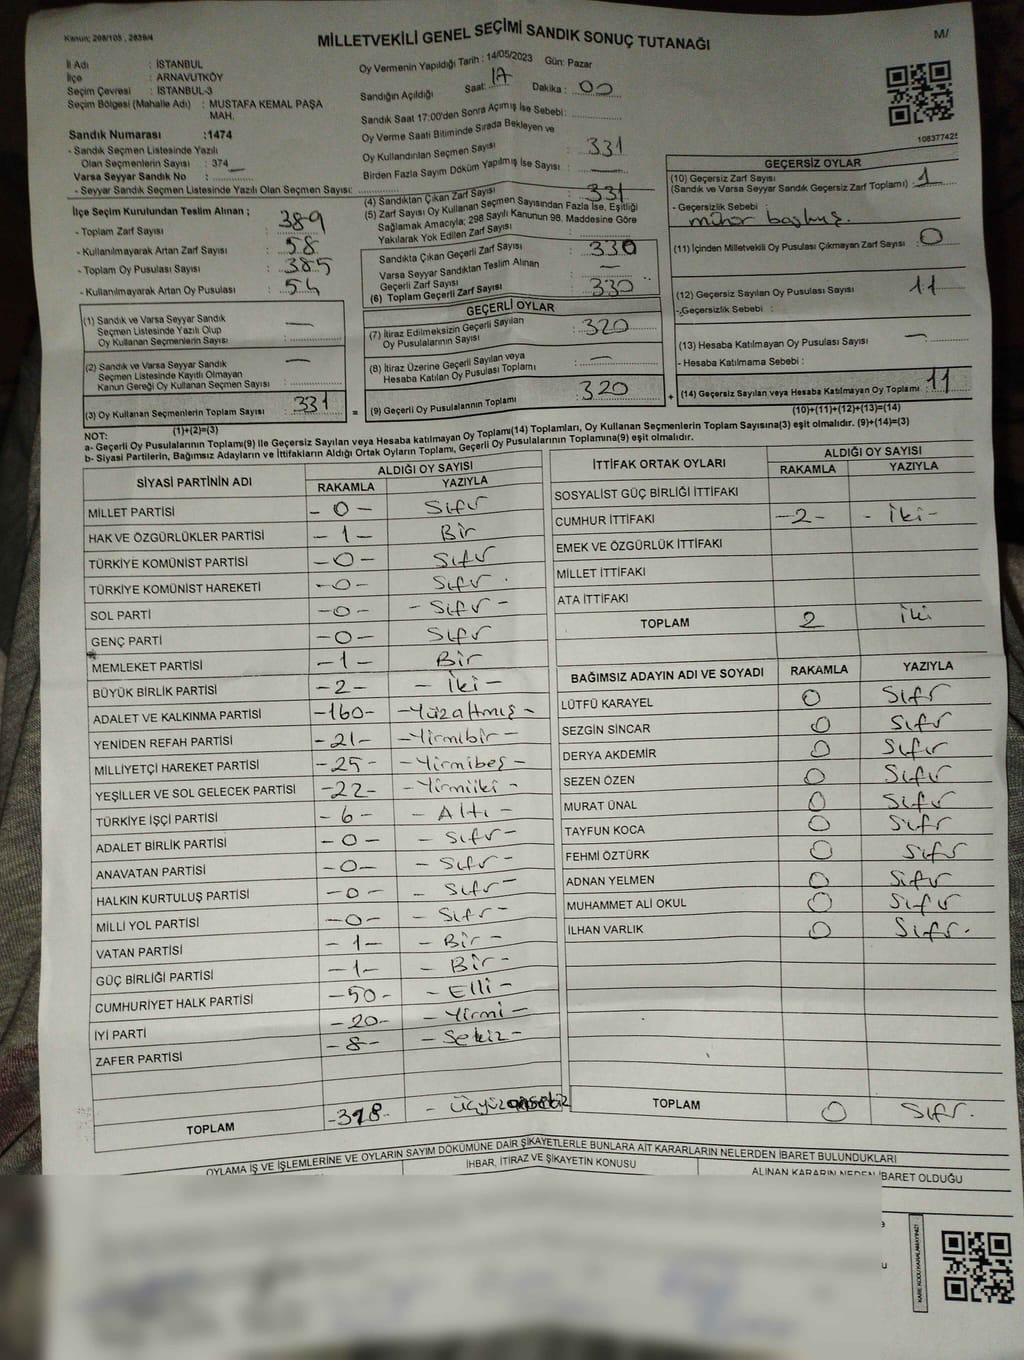 Kanun: 298/105 , 2839/4
MİLLETVEKİLİ GENEL SEÇİMİ SANDIK SONUÇ TUTANAĞI
M/
İl Adı : İSTANBUL
İlçe : ARNAVUTKÖY
Seçim Çevresi : İSTANBUL-3
Seçim Bölgesi (Mahalle Adı) : MUSTAFA KEMAL PAŞA MAH.
Sandık Numarası :1474
- Sandık Seçmen Listesinde Yazılı
Olan Seçmenlerin Sayısı : 374
Varsa Seyyar Sandık No : —
- Seyyar Sandık Seçmen Listesinde Yazılı Olan Seçmen Sayısı:
Oy Vermenin Yapıldığı Tarih : 14/05/2023 Gün: Pazar
Sandığın Açıldığı Saat: 17 Dakika : 00
Sandık Saat 17:00'den Sonra Açımış İse Sebebi:
Oy Verme Saati Bitiminde Sırada Bekleyen ve
Oy Kullandırılan Seçmen Sayısı : 331
Birden Fazla Sayım Döküm Yapılmış İse Sayısı : —
108377425
İlçe Seçim Kurulundan Teslim Alınan ;
- Toplam Zarf Sayısı : 389
- Kullanılmayarak Artan Zarf Sayısı : 58
- Toplam Oy Pusulası Sayısı : 385
- Kullanılmayarak Artan Oy Pusulası : 54
(1) Sandık ve Varsa Seyyar Sandık
Seçmen Listesinde Yazılı Olup
Oy Kullanan Seçmenlerin Sayısı : —
(2) Sandık ve Varsa Seyyar Sandık
Seçmen Listesinde Kayıtlı Olmayan
Kanun Gereği Oy Kullanan Seçmen Sayısı : —
(3) Oy Kullanan Seçmenlerin Toplam Sayısı : 331
(1)+(2)=(3)
(4) Sandıktan Çıkan Zarf Sayısı : 331
(5) Zarf Sayısı Oy Kullanan Seçmen Sayısından Fazla İse, Eşitliği
Sağlamak Amacıyla; 298 Sayılı Kanunun 98. Maddesine Göre
Yakılarak Yok Edilen Zarf Sayısı :
Sandıkta Çıkan Geçerli Zarf Sayısı : 330
Varsa Seyyar Sandıktan Teslim Alınan
Geçerli Zarf Sayısı : —
(6) Toplam Geçerli Zarf Sayısı : 330
GEÇERLİ OYLAR
(7) İtiraz Edilmeksizin Geçerli Sayılan
Oy Pusulalarının Sayısı : 320
(8) İtiraz Üzerine Geçerli Sayılan veya
Hesaba Katılan Oy Pusulası Toplamı : —
= (9) Geçerli Oy Pusulalarının Toplamı : 320
GEÇERSİZ OYLAR
(10) Geçersiz Zarf Sayısı
(Sandık ve Varsa Seyyar Sandık Geçersiz Zarf Toplamı) : 1
- Geçersizlik Sebebi : mühür
(11) İçinden Milletvekili Oy Pusulası Çıkmayan Zarf Sayısı : 0
(12) Geçersiz Sayılan Oy Pusulası Sayısı : 11
- Geçersizlik Sebebi :
(13) Hesaba Katılmayan Oy Pusulası Sayısı : —
- Hesaba Katılmama Sebebi :
+ (14) Geçersiz Sayılan veya Hesaba Katılmayan Oy Toplamı : 11
(10)+(11)+(12)+(13)=(14)
NOT:
a- Geçerli Oy Pusulalarının Toplamı(9) ile Geçersiz Sayılan veya Hesaba katılmayan Oy Toplamı(14) Toplamları, Oy Kullanan Seçmenlerin Toplam Sayısına(3) eşit olmalıdır. (9)+(14)=(3)
b- Siyasi Partilerin, Bağımsız Adayların ve İttifakların Aldığı Ortak Oyların Toplamı, Geçerli Oy Pusulalarının Toplamına(9) eşit olmalıdır.
SİYASİ PARTİNİN ADI ALDIĞI OY SAYISI
RAKAMLA YAZIYLA
MİLLET PARTİSİ - 0 - Sıfır
HAK VE ÖZGÜRLÜKLER PARTİSİ - 1 - Bir
TÜRKİYE KOMÜNİST PARTİSİ - 0 - Sıfır
TÜRKİYE KOMÜNİST HAREKETİ - 0 - Sıfır
SOL PARTİ - 0 - - Sıfır -
GENÇ PARTİ - 0 - Sıfır
MEMLEKET PARTİSİ - 1 - Bir
BÜYÜK BİRLİK PARTİSİ - 2 - - İki -
ADALET VE KALKINMA PARTİSİ - 160 - - Yüzaltmış -
YENİDEN REFAH PARTİSİ - 21 - - Yirmibir -
MİLLİYETÇİ HAREKET PARTİSİ - 25 - - Yirmibeş -
YEŞİLLER VE SOL GELECEK PARTİSİ - 22 - - Yirmiiki -
TÜRKİYE İŞÇİ PARTİSİ - 6 - - Altı -
ADALET BİRLİK PARTİSİ - 0 - - Sıfır -
ANAVATAN PARTİSİ - 0 - - Sıfır -
HALKIN KURTULUŞ PARTİSİ - 0 - - Sıfır -
MİLLİ YOL PARTİSİ - 0 - - Sıfır -
VATAN PARTİSİ - 1 - - Bir -
GÜÇ BİRLİĞİ PARTİSİ - 1 - - Bir -
CUMHURİYET HALK PARTİSİ - 50 - - Elli -
İYİ PARTİ - 20 - - Yirmi -
ZAFER PARTİSİ - 8 - - Sekiz -
TOPLAM - 318 -
İTTİFAK ORTAK OYLARI ALDIĞI OY SAYISI
RAKAMLA YAZIYLA
SOSYALİST GÜÇ BİRLİĞİ İTTİFAKI
CUMHUR İTTİFAKI - 2 - - İki -
EMEK VE ÖZGÜRLÜK İTTİFAKI
MİLLET İTTİFAKI
ATA İTTİFAKI
TOPLAM 2 İki
BAĞIMSIZ ADAYIN ADI VE SOYADI RAKAMLA YAZIYLA
LÜTFÜ KARAYEL 0 Sıfır
SEZGİN SİNCAR 0 Sıfır
DERYA AKDEMİR 0 Sıfır
SEZEN ÖZEN 0 Sıfır
MURAT ÜNAL 0 Sıfır
TAYFUN KOCA 0 Sıfır
FEHMİ ÖZTÜRK 0 Sıfır
ADNAN YELMEN 0 Sıfır
MUHAMMET ALİ OKUL 0 Sıfır
İLHAN VARLIK 0 Sıfır.
TOPLAM 0 Sıfır.
OYLAMA İŞ VE İŞLEMLERİNE VE OYLARIN SAYIM DÖKÜMÜNE DAİR ŞİKAYETLERLE BUNLARA AİT KARARLARIN NELERDEN İBARET BULUNDUKLARI
İHBAR, İTİRAZ VE ŞİKAYETİN KONUSU
ALINAN KARARIN NEDEN İBARET OLDUĞU
KARE KODU KARALAMAYINIZ!